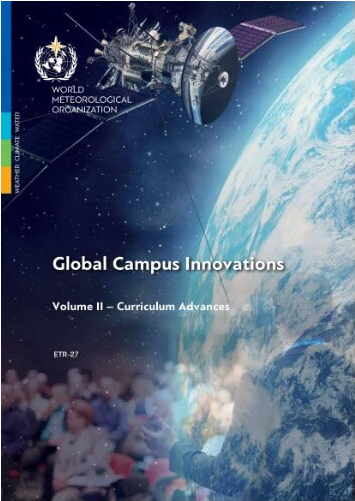 WORLD
METEOROLOGICAL
ORGANIZATION
WEATHER CLIMATE WATER
Global Campus Innovations
Volume II – Curriculum Advances
ETR-27